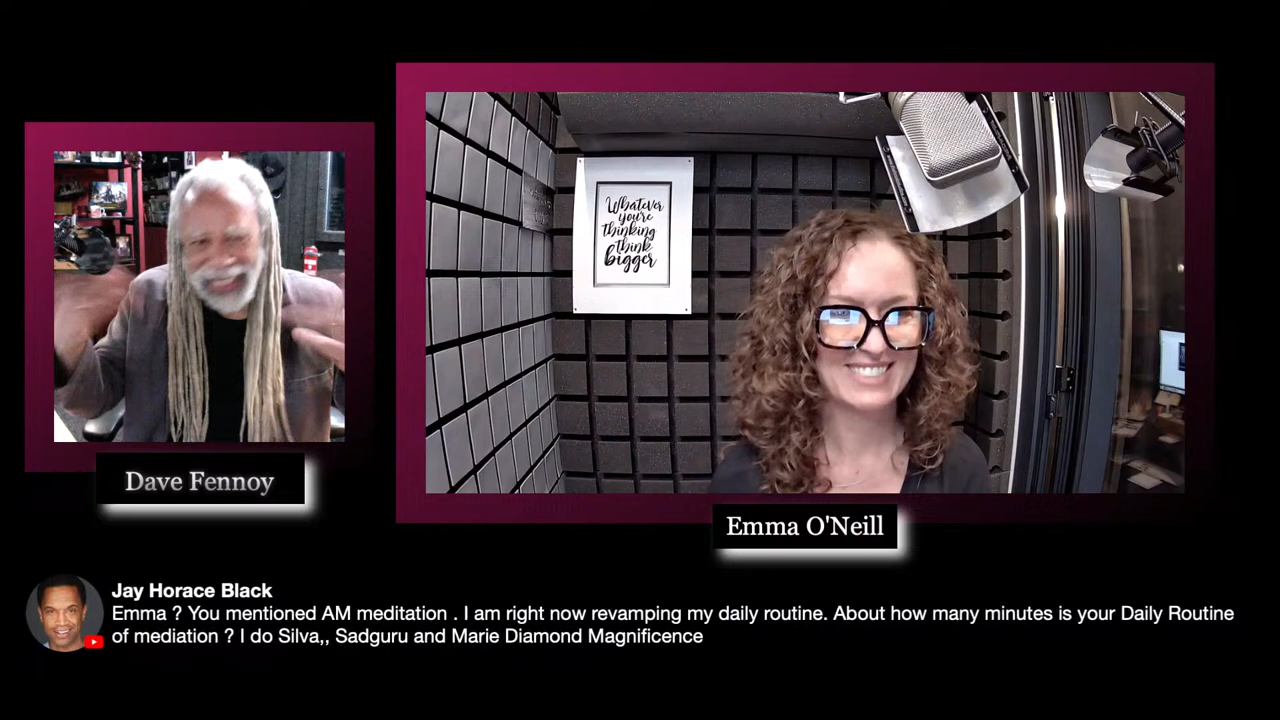 Whatever
you're
thinking
think
bigger
Dave Fennoy
Emma O'Neill
Jay Horace Black
Emma ? You mentioned AM meditation . I am right now revamping my daily routine. About how many minutes is your Daily Routine
of mediation ? I do Silva,, Sadguru and Marie Diamond Magnificence